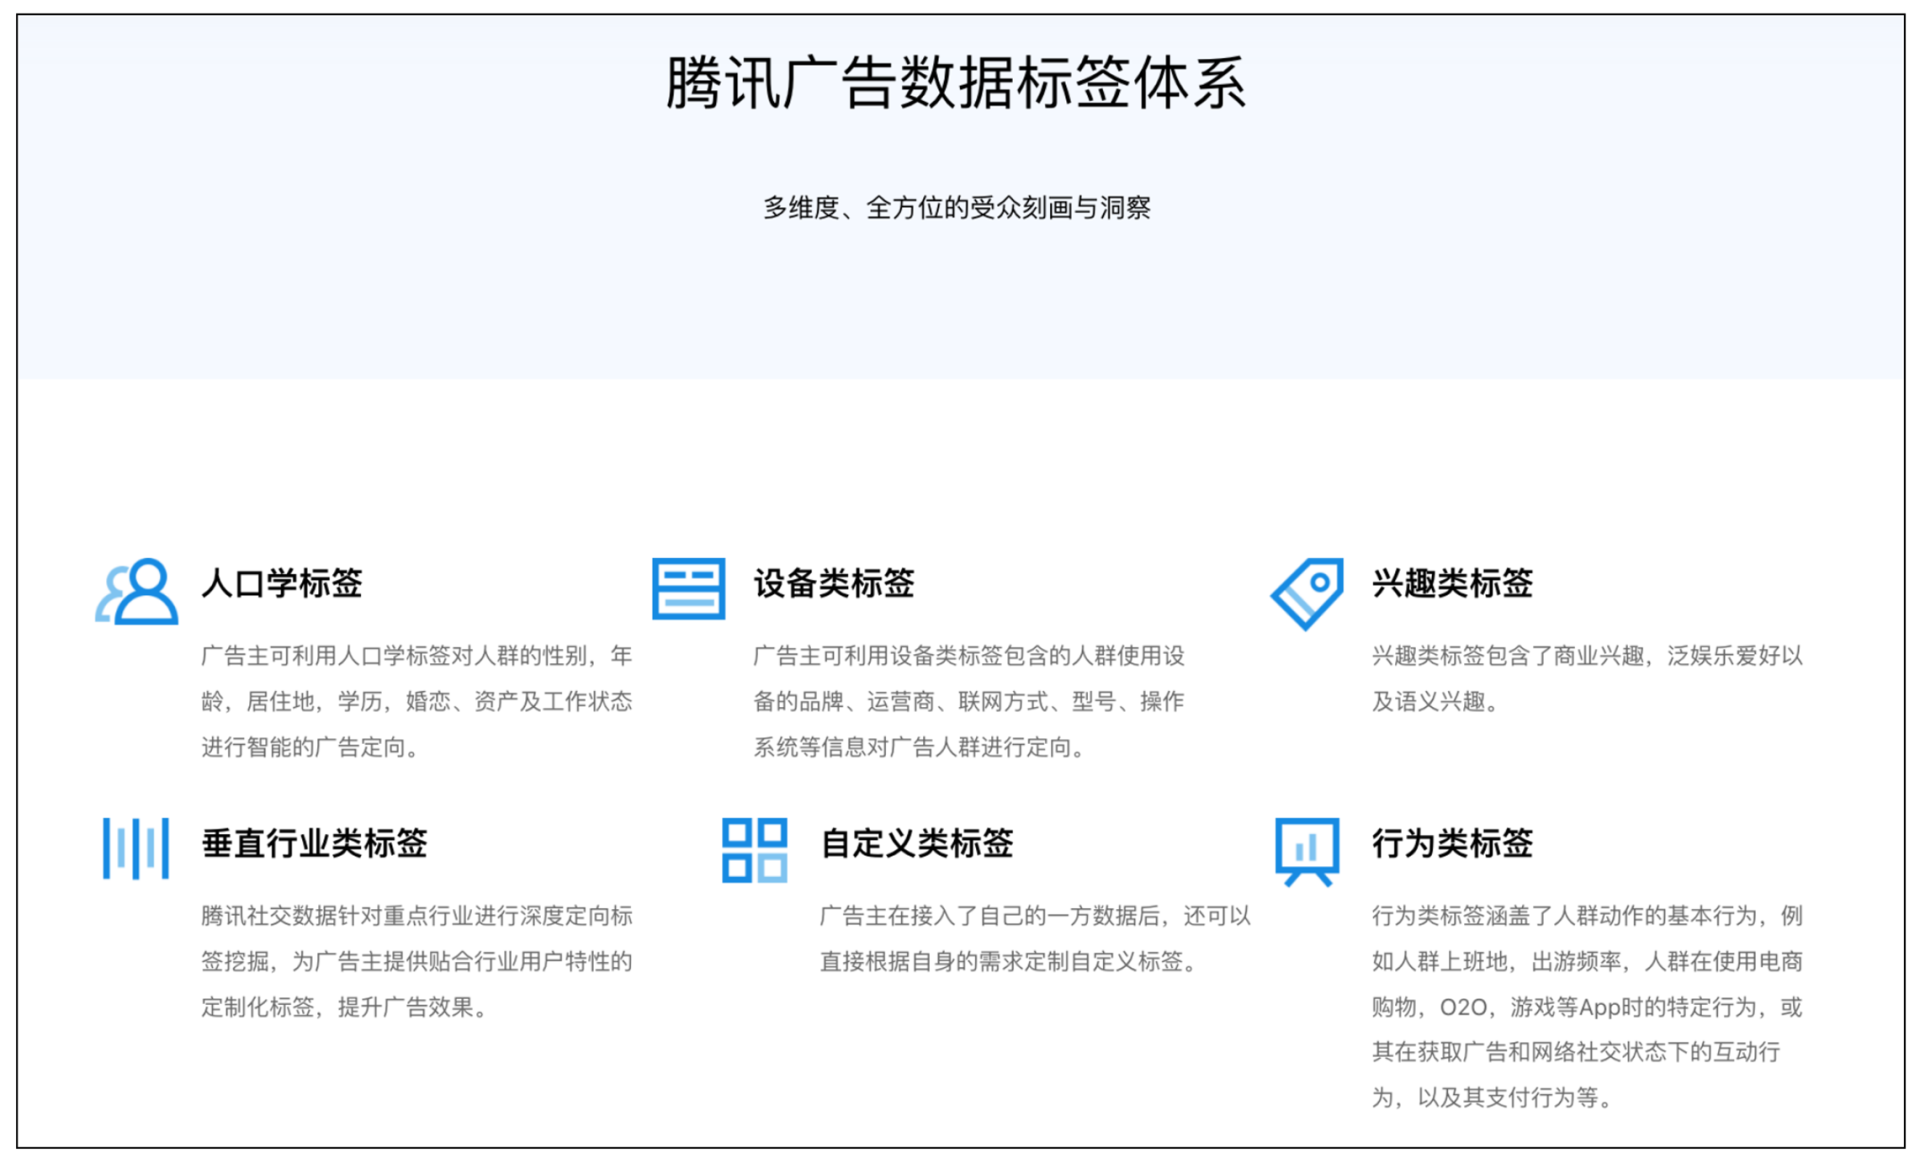 腾讯广告数据标签体系
多维度、全方位的受众刻画与洞察
人口学标签
广告主可利用人口学标签对人群的性别，年
龄，居住地，学历，婚恋、资产及工作状态
进行智能的广告定向。
设备类标签
广告主可利用设备类标签包含的人群使用设
备的品牌、运营商、联网方式、型号、操作
系统等信息对广告人群进行定向。
兴趣类标签
兴趣类标签包含了商业兴趣，泛娱乐爱好以
及语义兴趣。
垂直行业类标签
腾讯社交数据针对重点行业进行深度定向标
签挖掘，为广告主提供贴合行业用户特性的
定制化标签，提升广告效果。
自定义类标签
广告主在接入了自己的一方数据后，还可以
直接根据自身的需求定制自定义标签。
行为类标签
行为类标签涵盖了人群动作的基本行为，例
如人群上班地，出游频率，人群在使用电商
购物，O2O，游戏等App时的特定行为，或
其在获取广告和网络社交状态下的互动行
为，以及其支付行为等。